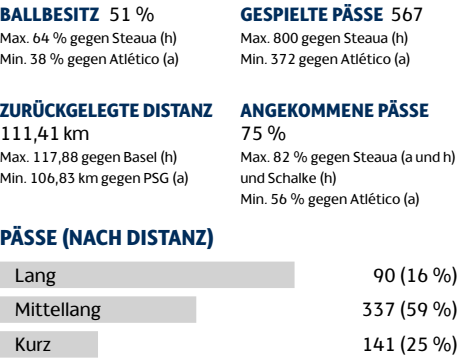 BALLBESITZ 51 %
Max. 64 % gegen Steaua (h)
Min. 38 % gegen Atlético (a)
GESPIELTE PÄSSE 567
Max. 800 gegen Steaua (h)
Min. 372 gegen Atlético (a)
ZURÜCKGELEGTE DISTANZ
111,41 km
Max. 117,88 gegen Basel (h)
Min. 106,83 km gegen PSG (a)
ANGEKOMMENE PÄSSE
75 %
Max. 82 % gegen Steaua (a und h)
und Schalke (h)
Min. 56 % gegen Atlético (a)
PÄSSE (NACH DISTANZ)
Lang 90 (16 %)
Mittellang 337 (59 %)
Kurz 141 (25 %)